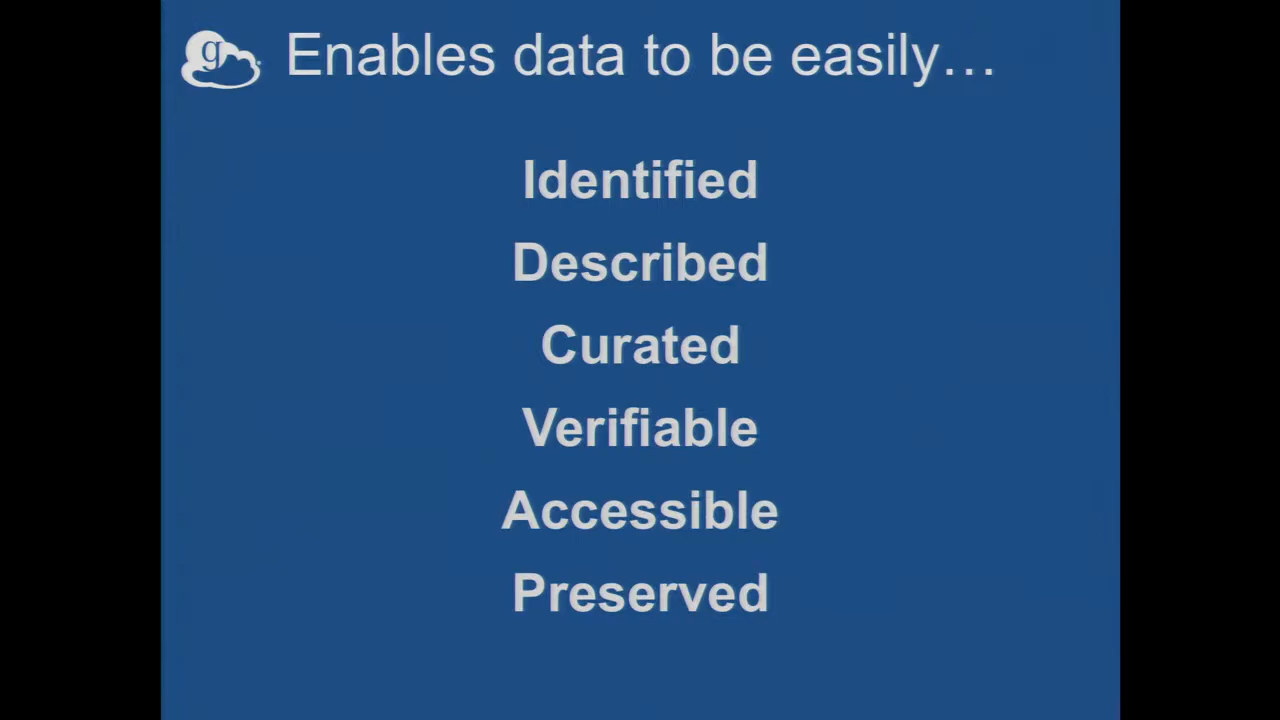 g
Enables data to be easily…
Identified
Described
Curated
Verifiable
Accessible
Preserved